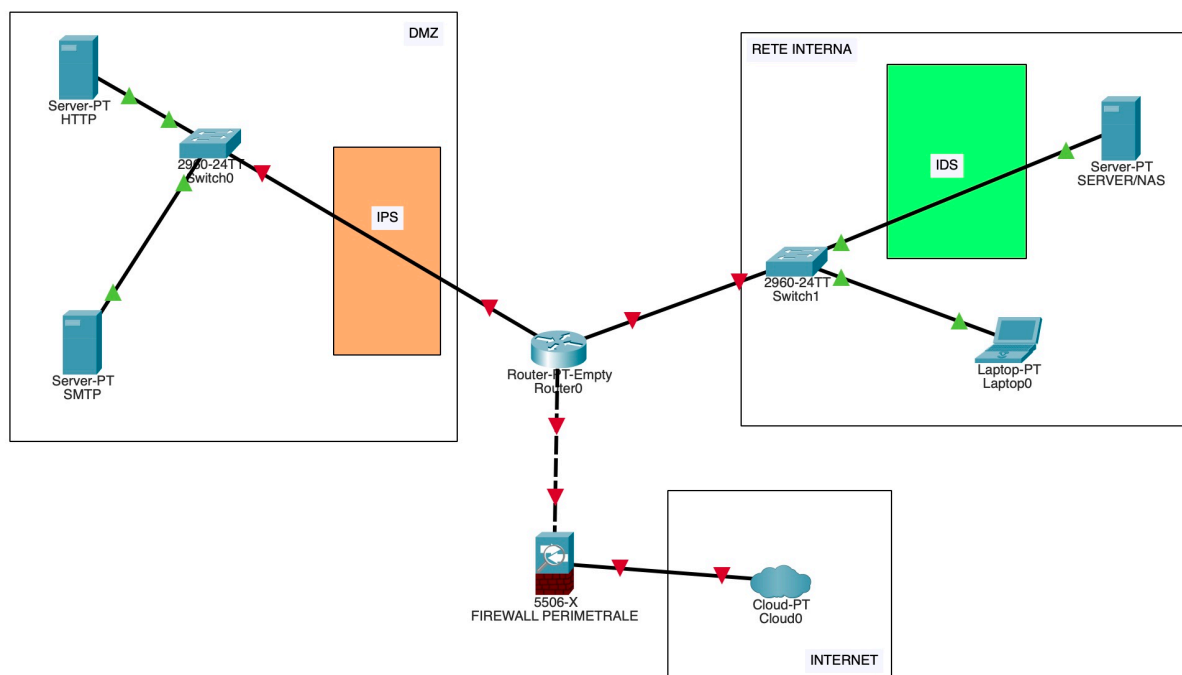 DMZ
Server-PT
HTTP
2960-24TT
Switch0
IPS
Server-PT
SMTP
RETE INTERNA
IDS
Server-PT
SERVER/NAS
2960-24TT
Switch1
Laptop-PT
Laptop0
Router-PT-Empty
Router0
5506-X
FIREWALL PERIMETRALE
Cloud-PT
Cloud0
INTERNET